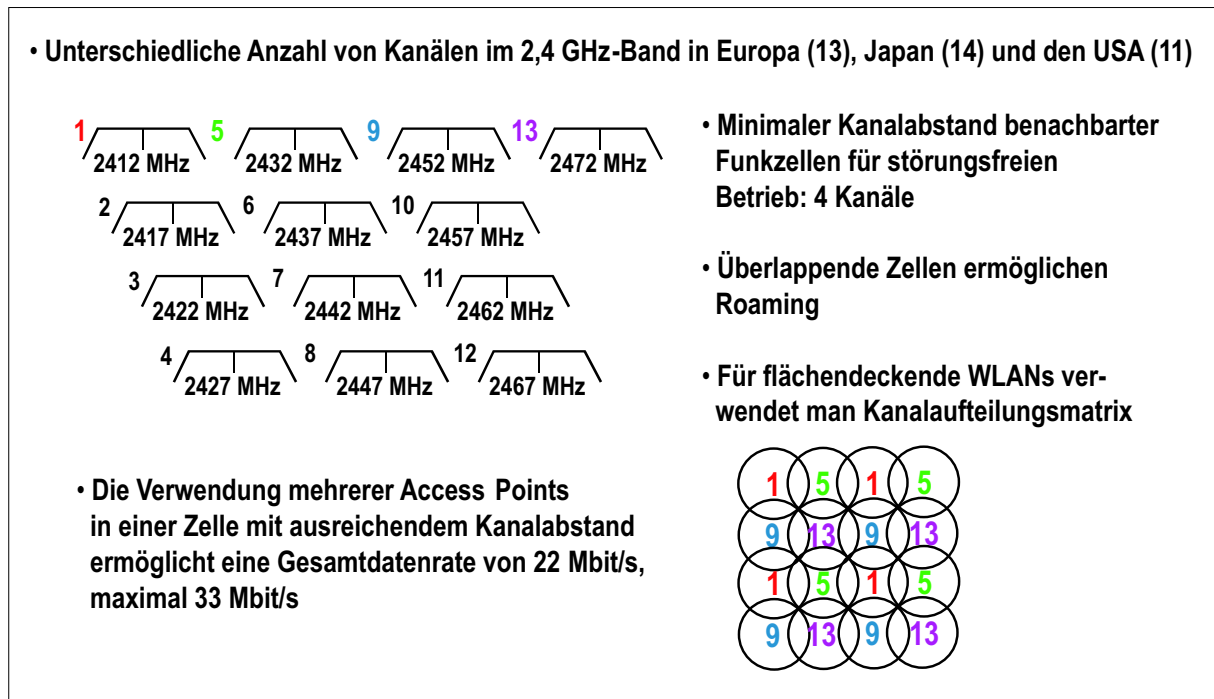 • Unterschiedliche Anzahl von Kanälen im 2,4 GHz-Band in Europa (13), Japan (14) und den USA (11)
1 5 9 13
2412 MHz 2432 MHz 2452 MHz 2472 MHz
2 6 10
2417 MHz 2437 MHz 2457 MHz
3 7 11
2422 MHz 2442 MHz 2462 MHz
4 8 12
2427 MHz 2447 MHz 2467 MHz
• Die Verwendung mehrerer Access Points
in einer Zelle mit ausreichendem Kanalabstand
ermöglicht eine Gesamtdatenrate von 22 Mbit/s,
maximal 33 Mbit/s
• Minimaler Kanalabstand benachbarter
Funkzellen für störungsfreien
Betrieb: 4 Kanäle
• Überlappende Zellen ermöglichen
Roaming
• Für flächendeckende WLANs ver-
wendet man Kanalaufteilungsmatrix
1 5 1 5
9 13 9 13
1 5 1 5
9 13 9 13